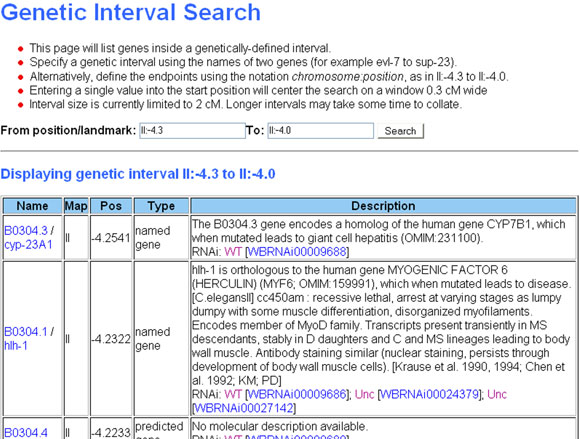 Genetic Interval Search
This page will list genes inside a genetically-defined interval.
Specify a genetic interval using the names of two genes (for example evl-7 to sup-23).
Alternatively, define the endpoints using the notation chromosome:position, as in II:-4.3 to II:-4.0.
Entering a single value into the start position will center the search on a window 0.3 cM wide
Interval size is currently limited to 2 cM. Longer intervals may take some time to collate.
From position/landmark: II:-4.3 To: II:-4.0 Search
Displaying genetic interval II:-4.3 to II:-4.0
Name Map Pos Type Description
B0304.3 / cyp-23A1 II -4.2541 named gene
The B0304.3 gene encodes a homolog of the human gene CYP7B1, which
when mutated leads to giant cell hepatitis (OMIM:231100).
RNAi: WT [WBRNAi00009688]
B0304.1 / hlh-1 II -4.2322 named gene
hlh-1 is orthologous to the human gene MYOGENIC FACTOR 6
(HERCULIN) (MYF6; OMIM:159991), which when mutated leads to disease.
[C.elegansII] cc450am : recessive lethal, arrest at varying stages as lumpy
dumpy with some muscle differentiation, disorganized myofilaments.
Encodes member of MyoD family. Transcripts present transiently in MS
descendants, stably in D daughters and C and MS lineages leading to body
wall muscle. Antibody staining similar (nuclear staining, persists through
development of body wall muscle cells). [Krause et al. 1990, 1994; Chen et
al. 1992; KM; PD]
RNAi: WT [WBRNAi00009686]; Unc [WBRNAi00024379]; Unc
[WBRNAi00027142]
B0304.4 II -4.2233 predicted
No molecular description available.